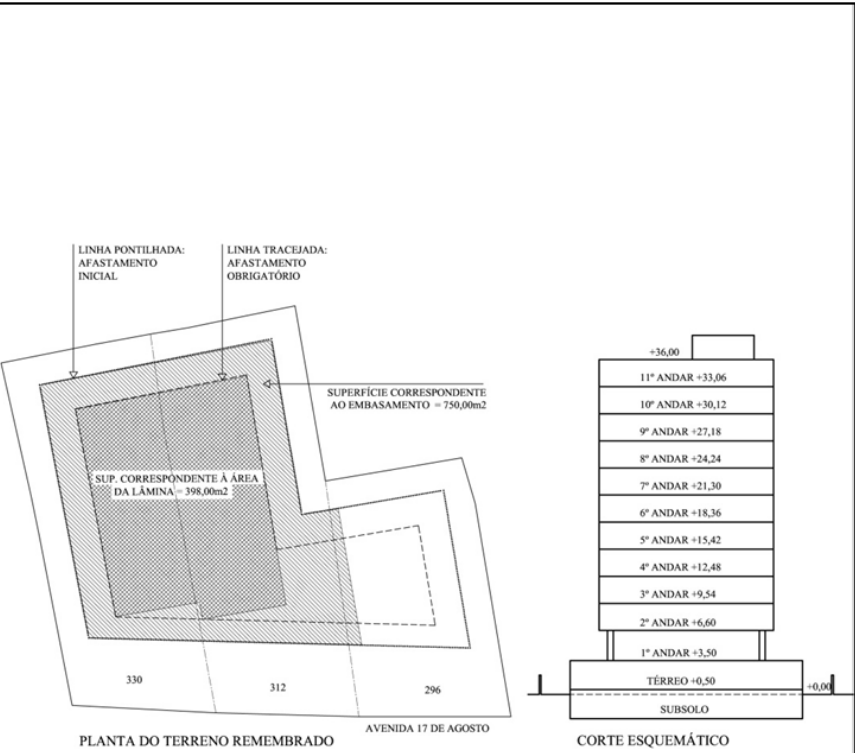 LINHA PONTILHADA:
AFASTAMENTO
INICIAL
LINHA TRACEJADA:
AFASTAMENTO
OBRIGATÓRIO
SUPERFÍCIE CORRESPONDENTE
AO EMBASAMENTO = 750,00m2
SUP. CORRESPONDENTE À ÁREA
DA LÂMINA = 398,00m2
330
312
296
AVENIDA 17 DE AGOSTO
PLANTA DO TERRENO REMEMBRADO
+36,00
11º ANDAR +33,06
10º ANDAR +30,12
9º ANDAR +27,18
8º ANDAR +24,24
7º ANDAR +21,30
6º ANDAR +18,36
5º ANDAR +15,42
4º ANDAR +12,48
3º ANDAR +9,54
2º ANDAR +6,60
1º ANDAR +3,50
TÉRREO +0,50
+0,00
SUBSOLO
CORTE ESQUEMÁTICO